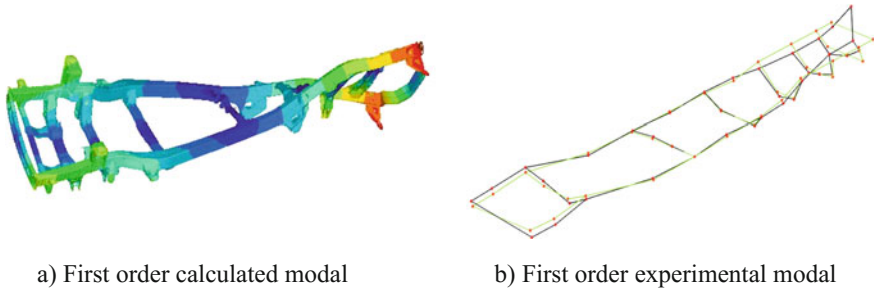 a) First order calculated modal
b) First order experimental modal